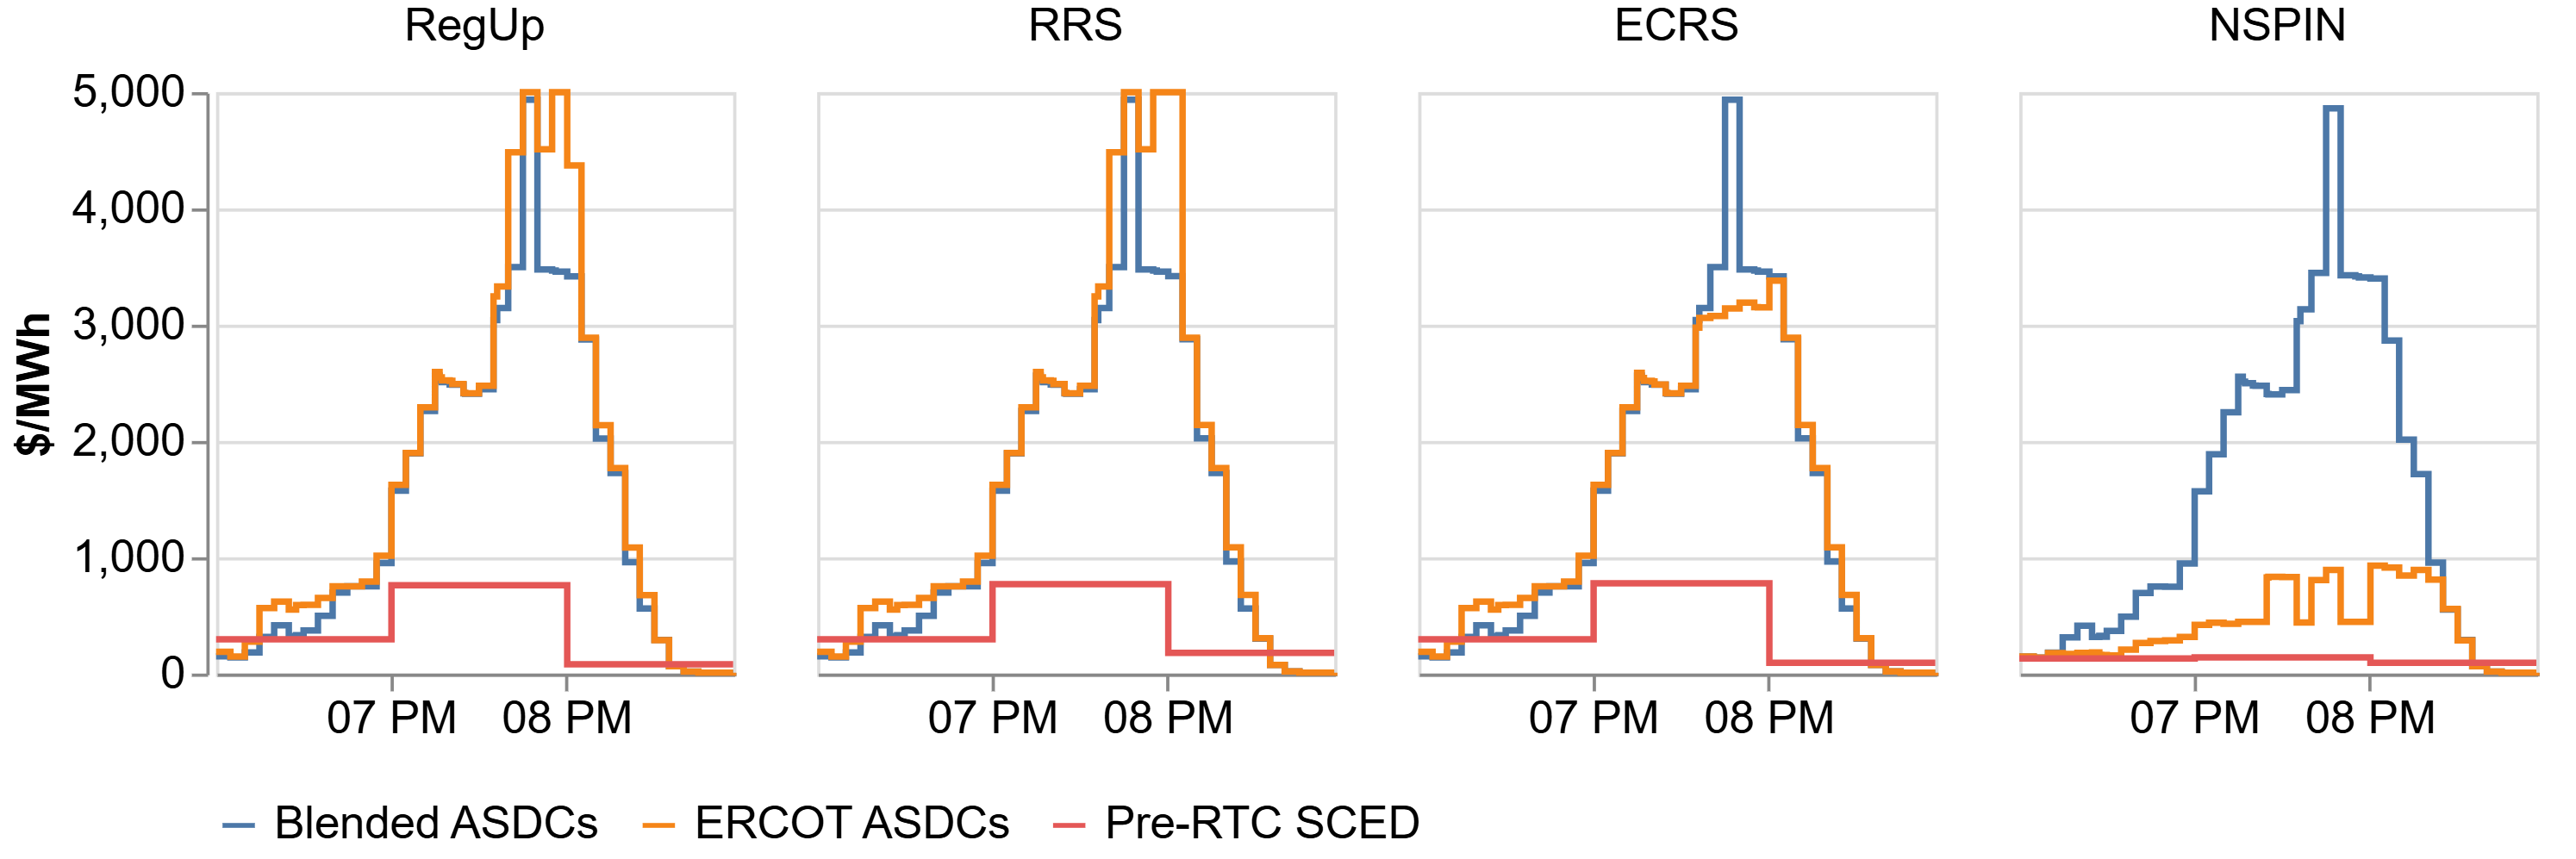 RegUp RRS ECRS NSPIN
$/MWh
5,000
4,000
3,000
2,000
1,000
0
07 PM 08 PM 07 PM 08 PM 07 PM 08 PM 07 PM 08 PM
Blended ASDCs ERCOT ASDCs Pre-RTC SCED